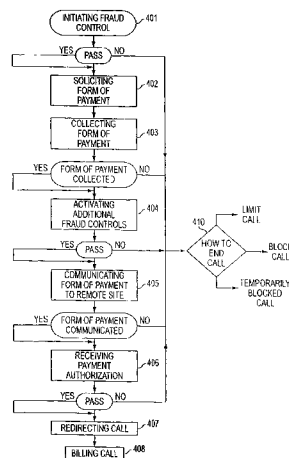 INITIATING FRAUD
CONTROL
401
YES
PASS
NO
SOLICITING
FORM OF
PAYMENT
402
COLLECTING
FORM OF
PAYMENT
403
YES
FORM OF PAYMENT
COLLECTED
NO
ACTIVATING
ADDITIONAL
FRAUD CONTROLS
404
YES
PASS
NO
410
HOW TO
END
CALL
LIMIT
CALL
BLOC
CALL
TEMPORARILY
BLOCKED
CALL
COMMUNICATING
FORM OF PAYMENT
TO REMOTE SITE
405
YES
FORM OF PAYMENT
COMMUNICATED
NO
RECEIVING
PAYMENT
AUTHORIZATION
406
YES
PASS
NO
REDIRECTING CALL
407
BILLING CALL
408